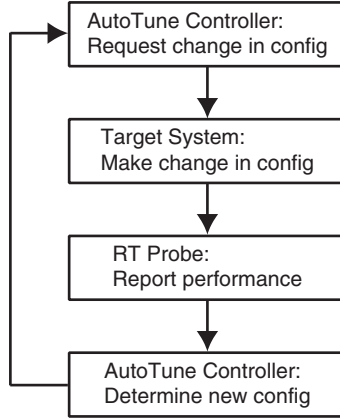 AutoTune Controller:
Request change in config
Target System:
Make change in config
RT Probe:
Report performance
AutoTune Controller:
Determine new config